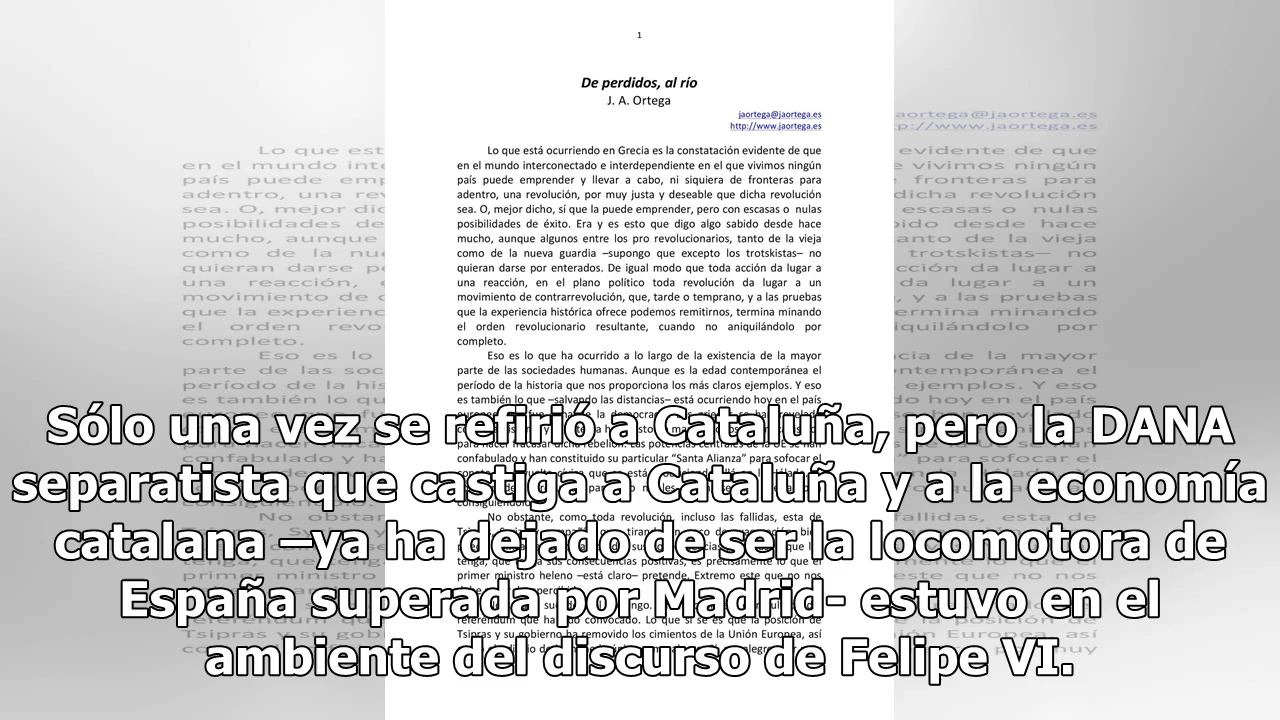 1
De perdidos, al río
J. A. Ortega
jaortega@jaortega.es
http://www.jaortega.es
Lo que está ocurriendo en Grecia es la constatación evidente de que
en el mundo interconectado e interdependiente en el que vivimos ningún
país puede emprender y llevar a cabo, ni siquiera de fronteras para
adentro, una revolución, por muy justa y deseable que dicha revolución
sea. O, mejor dicho, sí que la puede emprender, pero con escasas o nulas
posibilidades de éxito. Era y es esto que digo algo sabido desde hace
mucho, aunque algunos entre los pro revolucionarios, tanto de la vieja
como de la nueva guardia –supongo que excepto los trotskistas– no
quieran darse por enterados. De igual modo que toda acción da lugar a
una reacción, en el plano político toda revolución da lugar a un
movimiento de contrarrevolución, que, tarde o temprano, y a las pruebas
que la experiencia histórica ofrece podemos remitirnos, termina minando
el orden revolucionario resultante, cuando no aniquilándolo por
completo.
Eso es lo que ha ocurrido a lo largo de la existencia de la mayor
parte de las sociedades humanas. Aunque es la edad contemporánea el
período de la historia que nos proporciona los más claros ejemplos. Y eso
es también lo que –salvando las distancias– está ocurriendo hoy en el país
Sólo una vez se refirió a Cataluña, pero la DANA
confabulado y han constituido su particular “Santa Alianza” para sofocar el
separatista que castiga a Cataluña y a la economía
No obstante, como toda revolución, incluso las fallidas, esta de
catalana —ya ha dejado de ser la locomotora de
primer ministro heleno –está claro– pretende. Extremo este que no nos
España superada por Madrid- estuvo en el
Tsipras y su gobierno ha removido los cimientos de la Unión Europea, así
ambiente del discurso de Felipe VI.